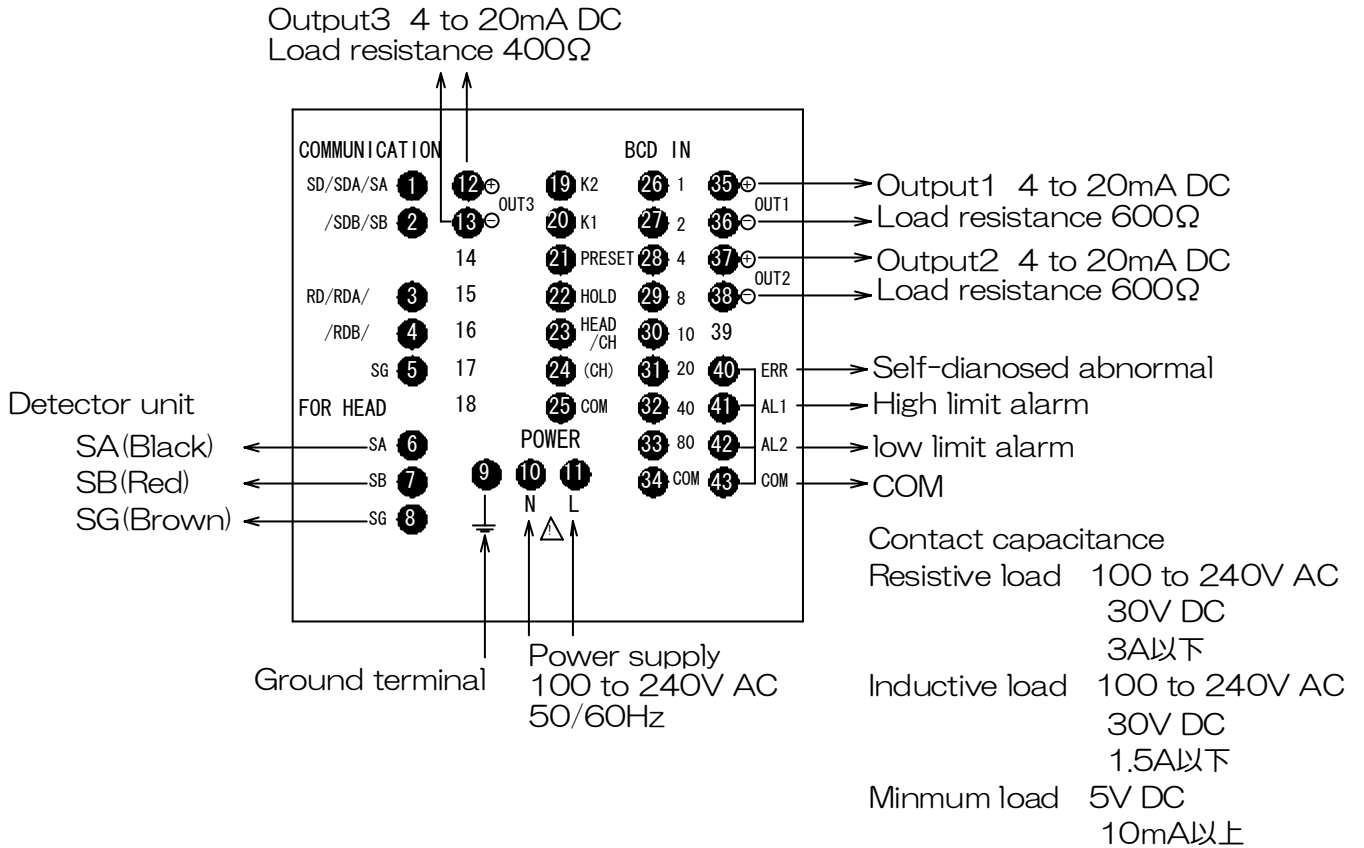 Output3 4 to 20mA DC
Load resistance 400Ω
COMMUNICATION
BCD IN
SD/SDA/SA 1 12 ⊕ 19 K2 26 1 35 ⊕ Output1 4 to 20mA DC
OUT3 OUT1
/SDB/SB 2 13 ⊖ 20 K1 27 2 36 ⊖ Load resistance 600Ω
14 21 PRESET 28 4 37 ⊕ Output2 4 to 20mA DC
OUT2
RD/RDA/ 3 15 22 HOLD 29 8 38 ⊖ Load resistance 600Ω
/RDB/ 4 16 23 HEAD /CH 30 10 39
SG 5 17 24 (CH) 31 20 40 ERR Self-dianosed abnormal
Detector unit FOR HEAD 18 25 COM 32 40 41 AL1 High limit alarm
SA(Black) SA 6 POWER 33 80 42 AL2 low limit alarm
SB(Red) SB 7 9 10 11 34 COM 43 COM COM
SG(Brown) SG 8 N ! L
Ground terminal
Power supply
100 to 240V AC
50/60Hz
Contact capacitance
Resistive load 100 to 240V AC
30V DC
3A以下
Inductive load 100 to 240V AC
30V DC
1.5A以下
Minmum load 5V DC
10mA以上